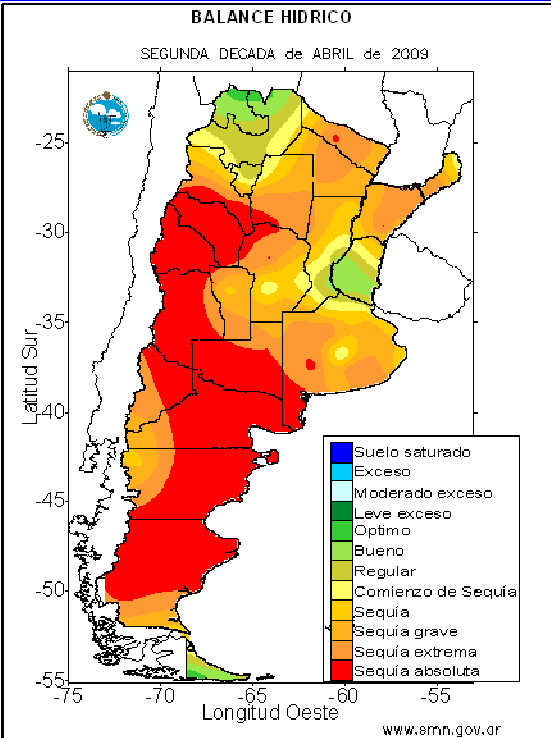 BALANCE HIDRICO
SEGUNDA DECADA de ABRIL de 2009
-25
-30
-35
-40
-45
-50
-55
Latitud Sur
-75
-70
-65
-60
-55
Longitud Oeste
Suelo saturado
Exceso
Moderado exceso
Leve exceso
Optimo
Bueno
Regular
Comienzo de Sequía
Sequía
Sequía grave
Sequía extrema
Sequía absoluta
www.smn.gov.ar